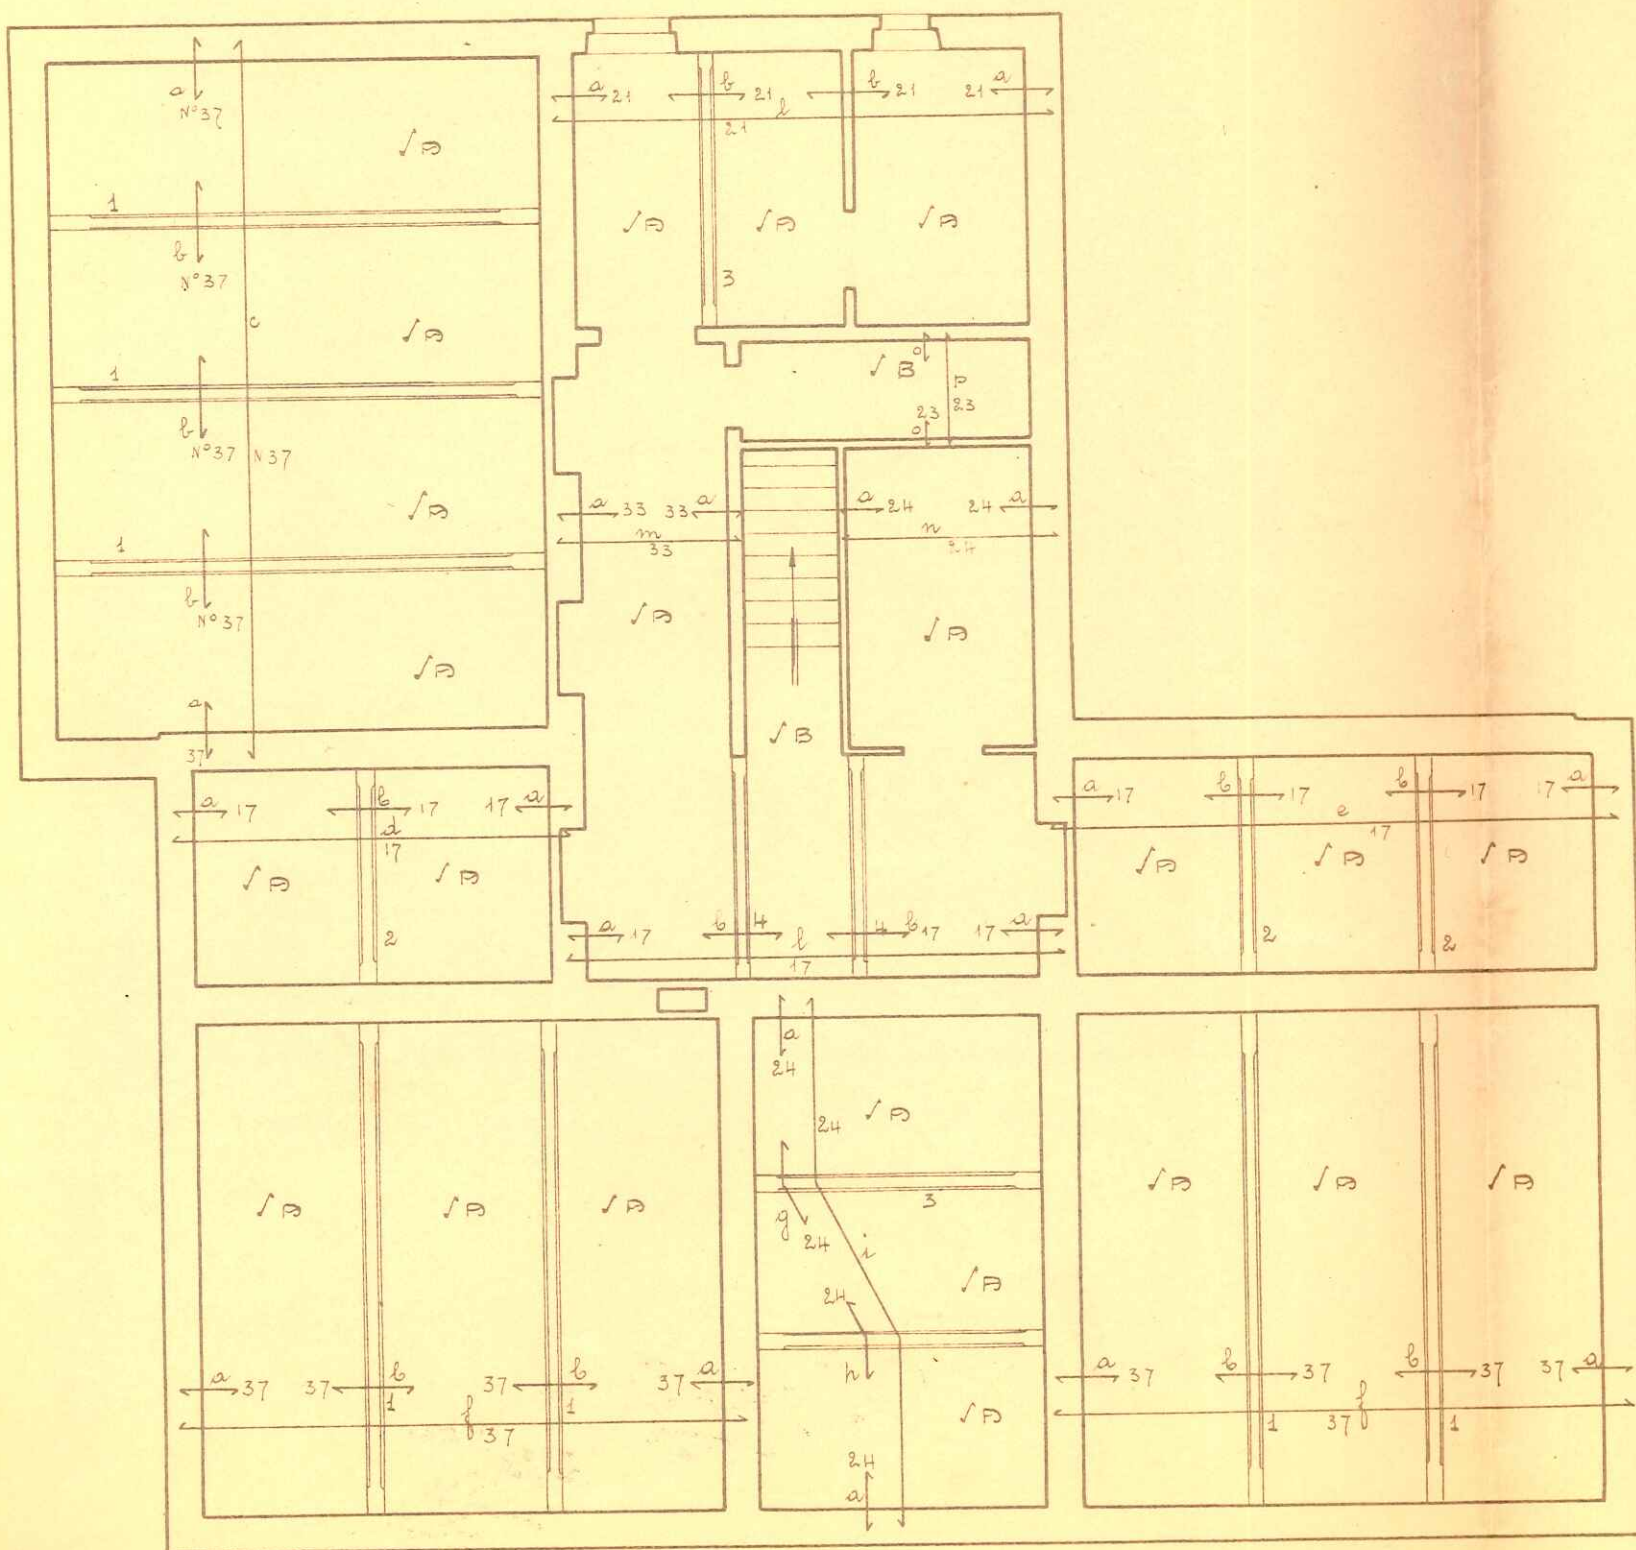 a 21 b 21 b 21 21 a
l
21
a
N° 37
√ A
1
b
N° 37
c
√ A
√ A √ A √ A
3
1
b
N° 37 N 37
√ A
√ B
o
p
23 23
o
a 33 33 a
m
33
a 24 24 a
n
24
1
b
N° 37
√ A
√ A
√ A
a
37
√ B
a 17 b 17 17 a
d
17
√ A √ A
2
a 17 b 17 b 17 17 a
e
17
√ A √ A √ A
2 2
a 17 b 4 4 b 17 17 a
l
17
a
24
24
√ A
√ A √ A √ A
3
g
24
i
√ A
24
h
√ A
24
a
√ A √ A √ A
a 37 37 b 37 b 37 a
1 1
f
37
a 37 b 37 b 37 37 a
1 1
37 f